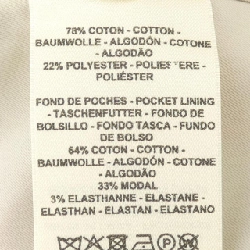 78% COTON - COTTON -
BAUMWOLLE - ALGODÓN - COTONE
- ALGODÃO
22% POLYESTER - POLIESTERE -
POLIÉSTER
FOND DE POCHES - POCKET LINING
- TASCHENFUTTER - FONDO DE
BOLSILLO - FONDO TASCA - FUNDO
DE BOLSO
64% COTON - COTTON -
BAUMWOLLE - ALGODÓN - COTONE
- ALGODÃO
33% MODAL
3% ELASTHANNE - ELASTANE -
ELASTHAN - ELASTAN - ELASTANO